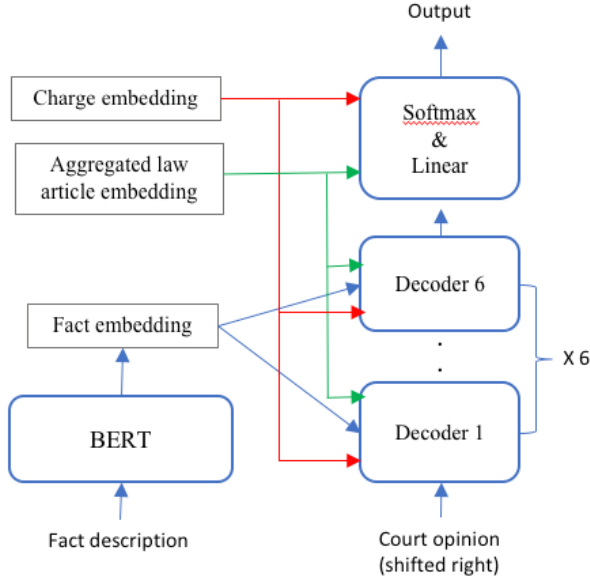 Output
Charge embedding
Softmax
&
Linear
Aggregated law
article embedding
Decoder 6
Fact embedding
.
.
X 6
BERT
Decoder 1
Fact description
Court opinion
(shifted right)